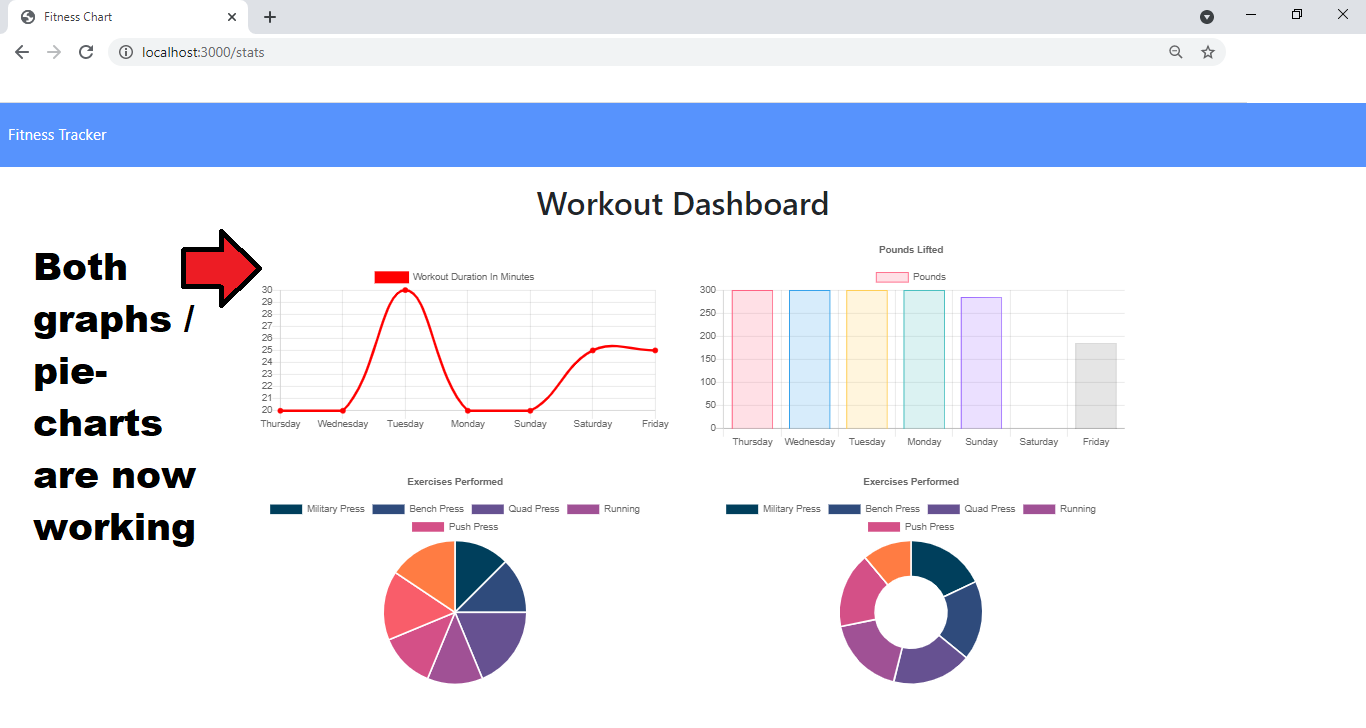 Fitness Chart
localhost:3000/stats
Fitness Tracker
Workout Dashboard
Both
graphs /
pie-
charts
are now
working
Workout Duration In Minutes
30
29
28
27
26
25
24
23
22
21
20
Thursday Wednesday Tuesday Monday Sunday Saturday Friday
Pounds Lifted
Pounds
300
250
200
150
100
50
0
Thursday Wednesday Tuesday Monday Sunday Saturday Friday
Exercises Performed
Military Press Bench Press Quad Press Running
Push Press
Exercises Performed
Military Press Bench Press Quad Press Running
Push Press